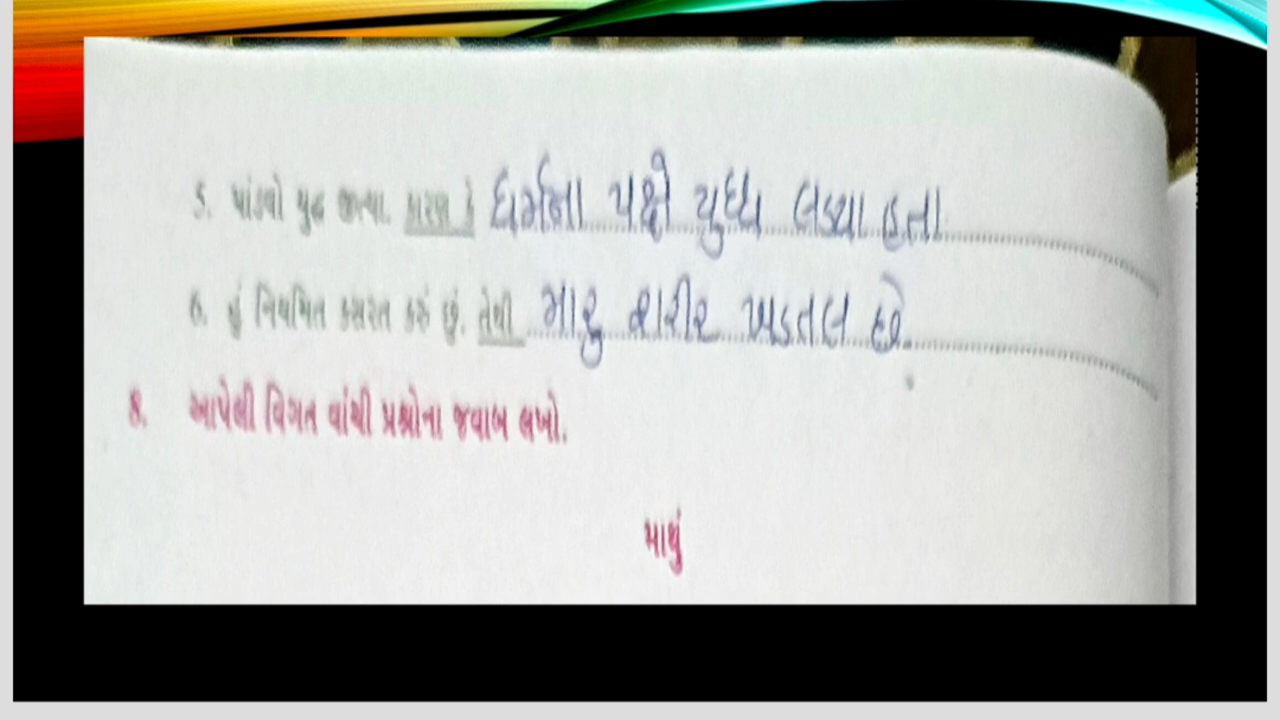 5. પાંડવો યુદ્ધ જીત્યા. કારણ કે ધર્મના પક્ષે યુધ્ધ લડ્યા હતા
6. હું નિયમિત કસરત કરું છું. તેથી મારુ શરીર ખડતલ છે.
8. આપેલી વિગત વાંચી પ્રશ્નોના જવાબ લખો.
માથું